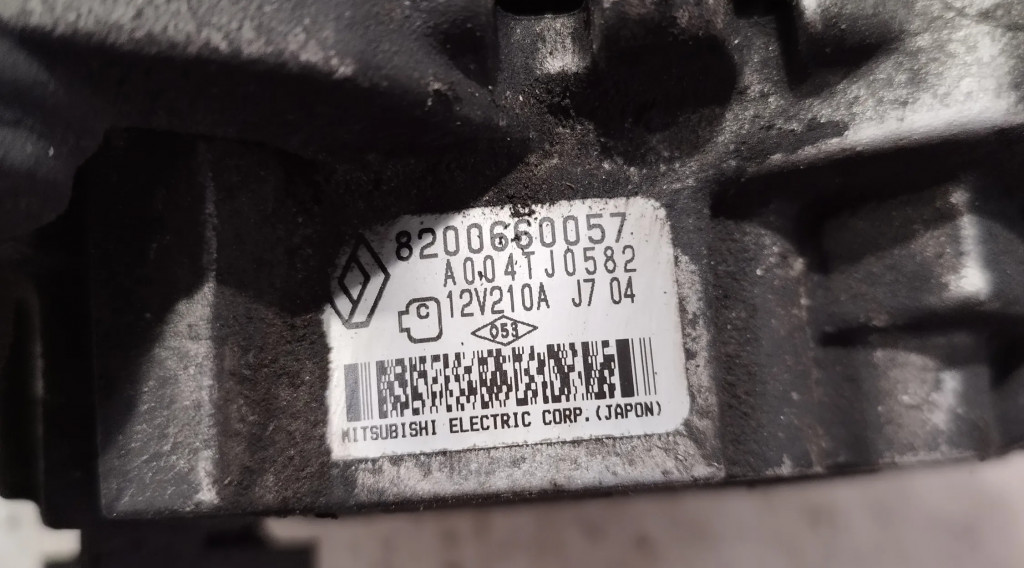 8200660057
A004TJ0582
C 12V210A J7 04
053
MITSUBISHI ELECTRIC CORP.(JAPON)